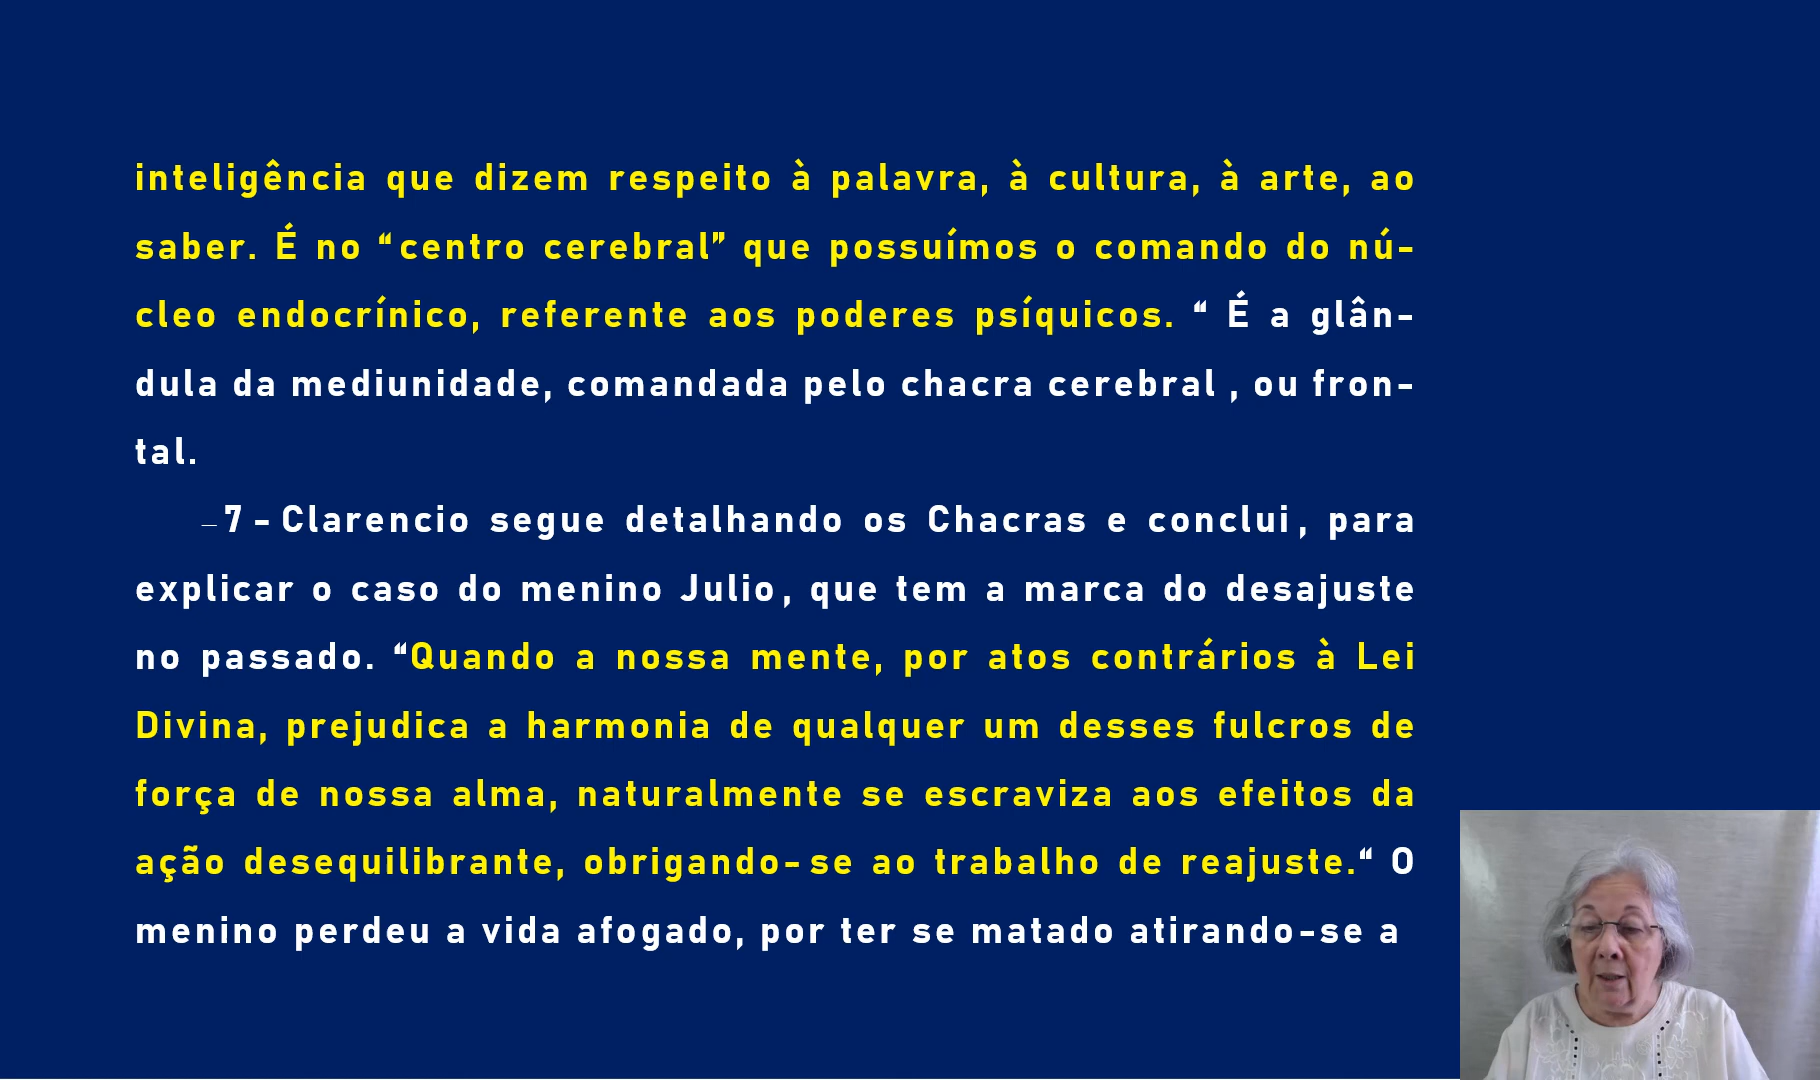 inteligência que dizem respeito à palavra, à cultura, à arte, ao
saber. É no “centro cerebral” que possuímos o comando do nú-
cleo endocrínico, referente aos poderes psíquicos. “ É a glân-
dula da mediunidade, comandada pelo chacra cerebral , ou fron-
tal.
–7 - Clarencio segue detalhando os Chacras e conclui, para
explicar o caso do menino Julio, que tem a marca do desajuste
no passado. “Quando a nossa mente, por atos contrários à Lei
Divina, prejudica a harmonia de qualquer um desses fulcros de
força de nossa alma, naturalmente se escraviza aos efeitos da
ação desequilibrante, obrigando-se ao trabalho de reajuste.“ O
menino perdeu a vida afogado, por ter se matado atirando-se a